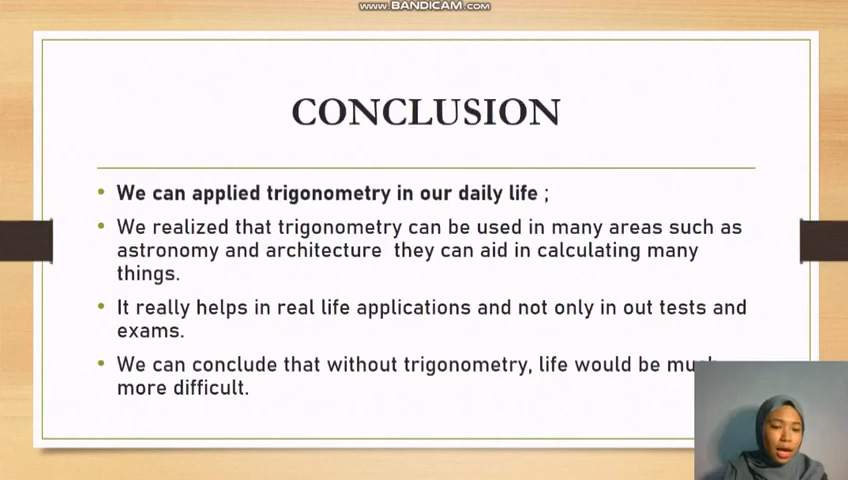 www.BANDICAM.com
CONCLUSION
• We can applied trigonometry in our daily life ;
• We realized that trigonometry can be used in many areas such as
astronomy and architecture they can aid in calculating many
things.
• It really helps in real life applications and not only in out tests and
exams.
• We can conclude that without trigonometry, life would be much
more difficult.